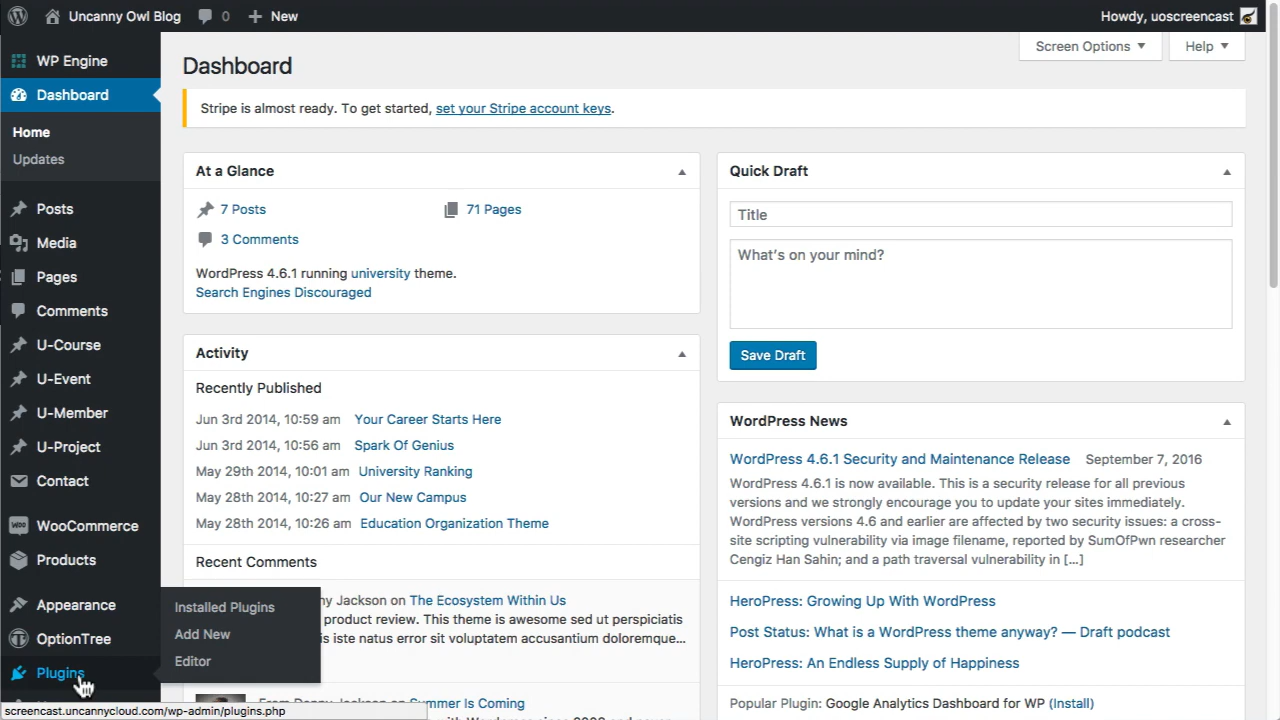 Uncanny Owl Blog 0 New Howdy, uoscreencast
WP Engine
Dashboard
Home
Updates
Posts
Media
Pages
Comments
U-Course
U-Event
U-Member
U-Project
Contact
WooCommerce
Products
Appearance
OptionTree
Plugins
Installed Plugins
Add New
Editor
screencast.uncannycloud.com/wp-admin/plugins.php
Screen Options
Help
Dashboard
Stripe is almost ready. To get started, set your Stripe account keys.
At a Glance
7 Posts 71 Pages
3 Comments
WordPress 4.6.1 running university theme.
Search Engines Discouraged
Activity
Recently Published
Jun 3rd 2014, 10:59 am Your Career Starts Here
Jun 3rd 2014, 10:56 am Spark Of Genius
May 29th 2014, 10:01 am University Ranking
May 28th 2014, 10:27 am Our New Campus
May 28th 2014, 10:26 am Education Organization Theme
Recent Comments
Jackson on The Ecosystem Within Us
product review. This theme is awesome sed ut perspiciatis
iste natus error sit voluptatem accusantium doloremque...
Summer Is Coming
Quick Draft
Title
What's on your mind?
Save Draft
WordPress News
WordPress 4.6.1 Security and Maintenance Release September 7, 2016
WordPress 4.6.1 is now available. This is a security release for all previous
versions and we strongly encourage you to update your sites immediately.
WordPress versions 4.6 and earlier are affected by two security issues: a cross-
site scripting vulnerability via image filename, reported by SumOfPwn researcher
Cengiz Han Sahin; and a path traversal vulnerability in […]
HeroPress: Growing Up With WordPress
Post Status: What is a WordPress theme anyway? — Draft podcast
HeroPress: An Endless Supply of Happiness
Popular Plugin: Google Analytics Dashboard for WP (Install)